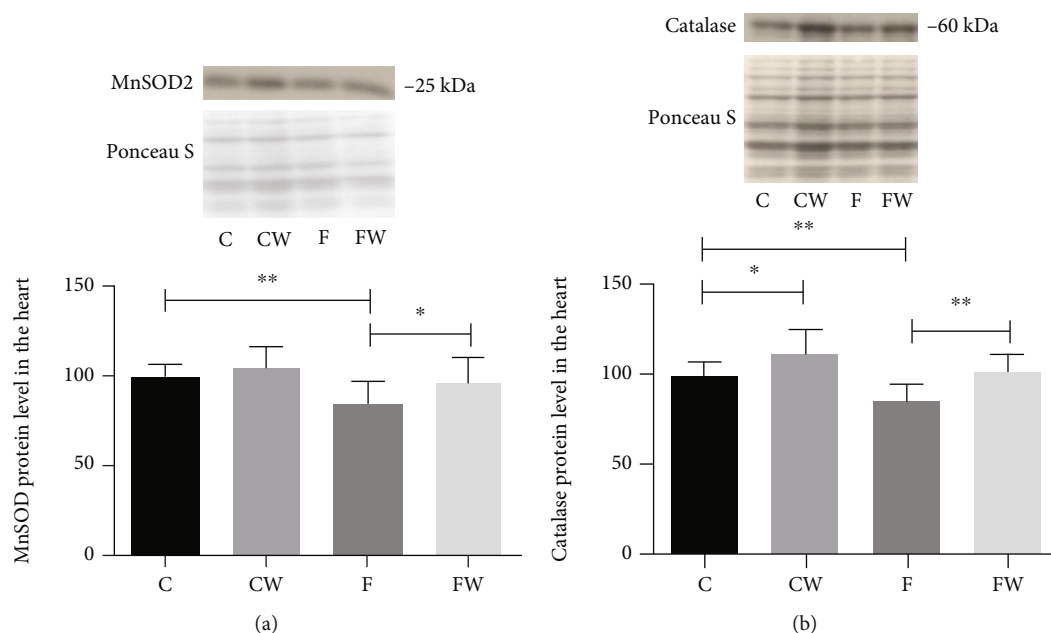 MnSOD2
–25 kDa
Ponceau S
C CW F FW
MnSOD protein level in the heart
150
100
50
0
**
*
C CW F FW
(a)
Catalase
–60 kDa
Ponceau S
C CW F FW
Catalase protein level in the heart
150
100
50
0
**
*
**
C CW F FW
(b)